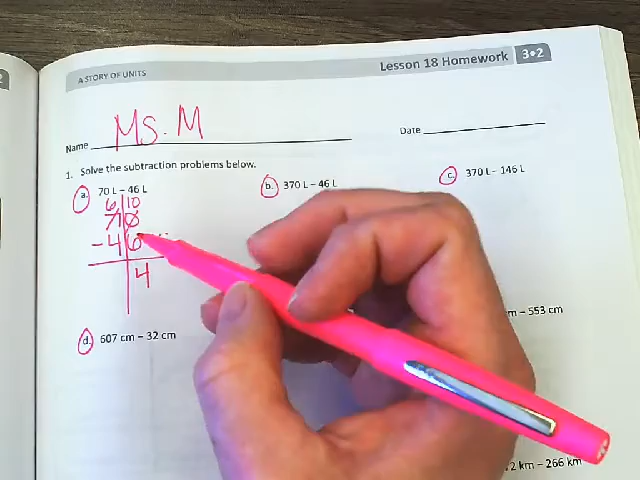 A STORY OF UNITS
Lesson 18 Homework 3•2
Name Ms. M Date
1. Solve the subtraction problems below.
a. 70 L – 46 L
b. 370 L – 46 L
c. 370 L – 146 L
6 10
7 0
- 4 6
4
d. 607 cm – 32 cm
m – 553 cm
2 km – 266 km